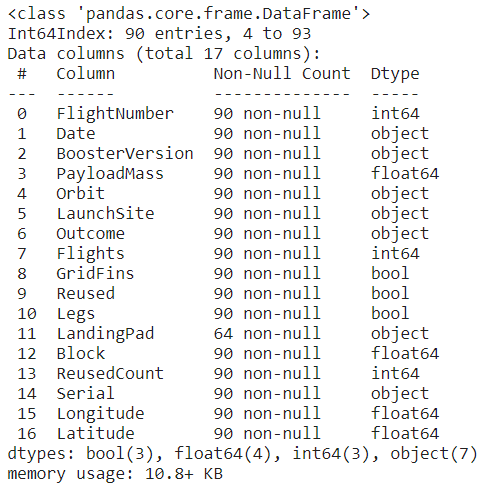 <class 'pandas.core.frame.DataFrame'>
Int64Index: 90 entries, 4 to 93
Data columns (total 17 columns):
 #   Column          Non-Null Count  Dtype
---  ------          --------------  -----
 0   FlightNumber    90 non-null     int64
 1   Date            90 non-null     object
 2   BoosterVersion  90 non-null     object
 3   PayloadMass     90 non-null     float64
 4   Orbit           90 non-null     object
 5   LaunchSite      90 non-null     object
 6   Outcome         90 non-null     object
 7   Flights         90 non-null     int64
 8   GridFins        90 non-null     bool
 9   Reused          90 non-null     bool
 10  Legs            90 non-null     bool
 11  LandingPad      64 non-null     object
 12  Block           90 non-null     float64
 13  ReusedCount     90 non-null     int64
 14  Serial          90 non-null     object
 15  Longitude       90 non-null     float64
 16  Latitude        90 non-null     float64
dtypes: bool(3), float64(4), int64(3), object(7)
memory usage: 10.8+ KB